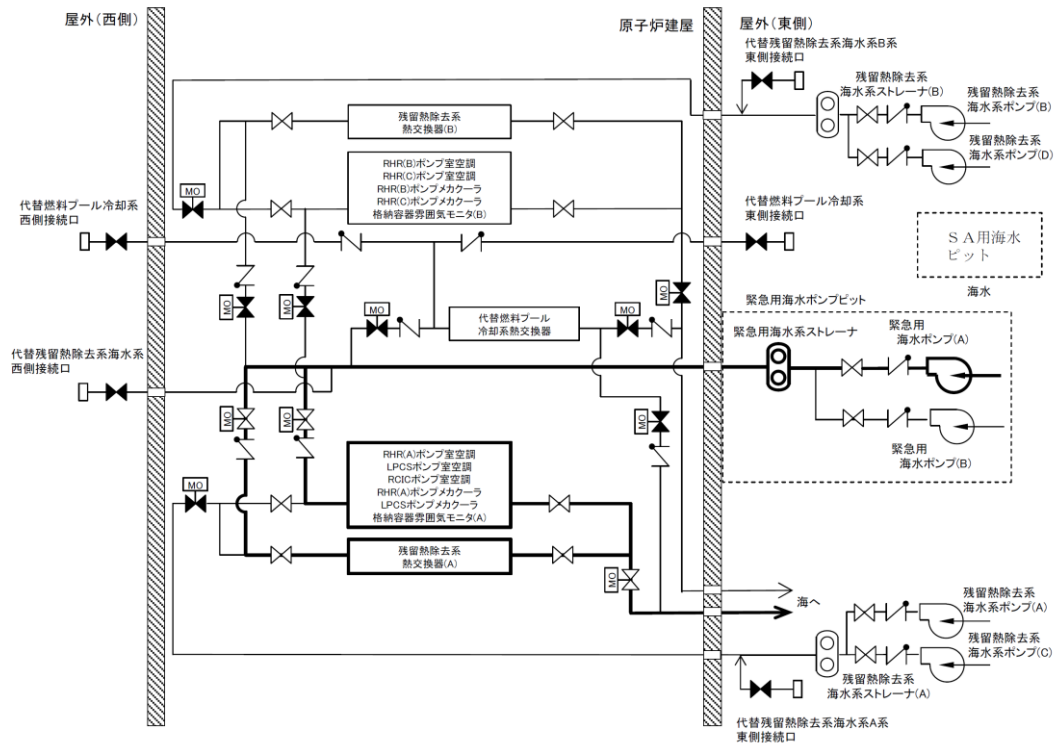 屋外(西側)
原子炉建屋
屋外(東側)
代替残留熱除去系海水系B系
東側接続口
残留熱除去系
海水系ストレーナ(B)
残留熱除去系
海水系ポンプ(B)
残留熱除去系
海水系ポンプ(D)
残留熱除去系
熱交換器(B)
RHR(B)ポンプ室空調
RHR(C)ポンプ室空調
RHR(B)ポンプメカクーラ
RHR(C)ポンプメカクーラ
格納容器雰囲気モニタ(B)
MO
代替燃料プール冷却系
西側接続口
代替燃料プール冷却系
東側接続口
SA用海水
ピット
海水
MO
MO
MO
MO
MO
代替燃料プール
冷却系熱交換器
緊急用海水ポンプピット
緊急用海水系ストレーナ
緊急用
海水ポンプ(A)
代替残留熱除去系海水系
西側接続口
MO
MO
MO
緊急用
海水ポンプ(B)
RHR(A)ポンプ室空調
LPCSポンプ室空調
RCICポンプ室空調
RHR(A)ポンプメカクーラ
LPCSポンプメカクーラ
格納容器雰囲気モニタ(A)
MO
残留熱除去系
熱交換器(A)
MO
海へ
残留熱除去系
海水系ポンプ(A)
残留熱除去系
海水系ポンプ(C)
残留熱除去系
海水系ストレーナ(A)
代替残留熱除去系海水系A系
東側接続口